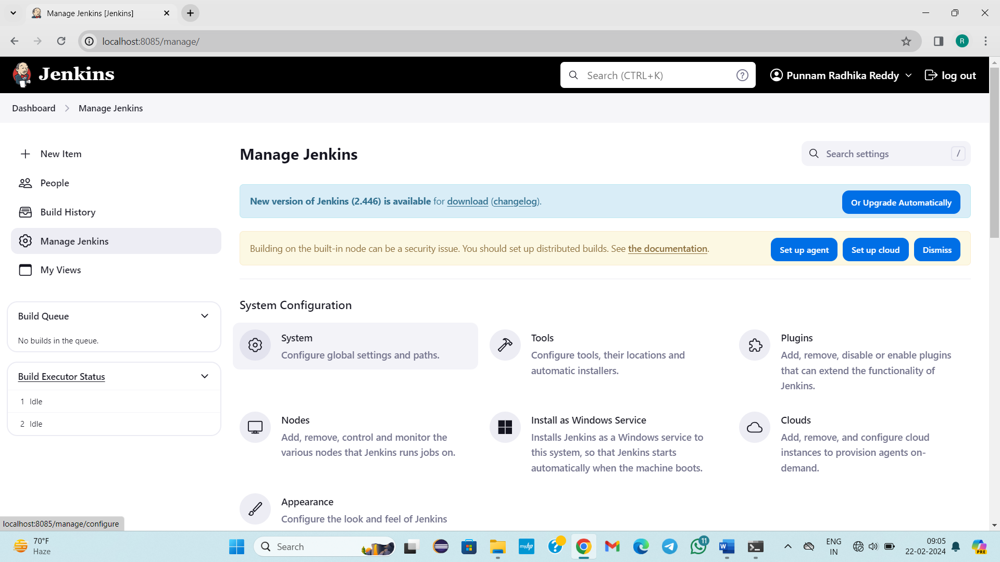 Manage Jenkins [Jenkins]
localhost:8085/manage/
R
Jenkins
Search (CTRL+K)
?
Punnam Radhika Reddy
log out
Dashboard
Manage Jenkins
New Item
People
Build History
Manage Jenkins
My Views
Build Queue
No builds in the queue.
Build Executor Status
1 Idle
2 Idle
Manage Jenkins
Search settings
/
New version of Jenkins (2.446) is available for download (changelog).
Or Upgrade Automatically
Building on the built-in node can be a security issue. You should set up distributed builds. See the documentation.
Set up agent
Set up cloud
Dismiss
System Configuration
System
Configure global settings and paths.
Tools
Configure tools, their locations and
automatic installers.
Plugins
Add, remove, disable or enable plugins
that can extend the functionality of
Jenkins.
Nodes
Add, remove, control and monitor the
various nodes that Jenkins runs jobs on.
Install as Windows Service
Installs Jenkins as a Windows service to
this system, so that Jenkins starts
automatically when the machine boots.
Clouds
Add, remove, and configure cloud
instances to provision agents on-
demand.
Appearance
Configure the look and feel of Jenkins
localhost:8085/manage/configure
70°F
Haze
Search
myhp
?
11
W
ENG
IN
09:05
22-02-2024
PRE